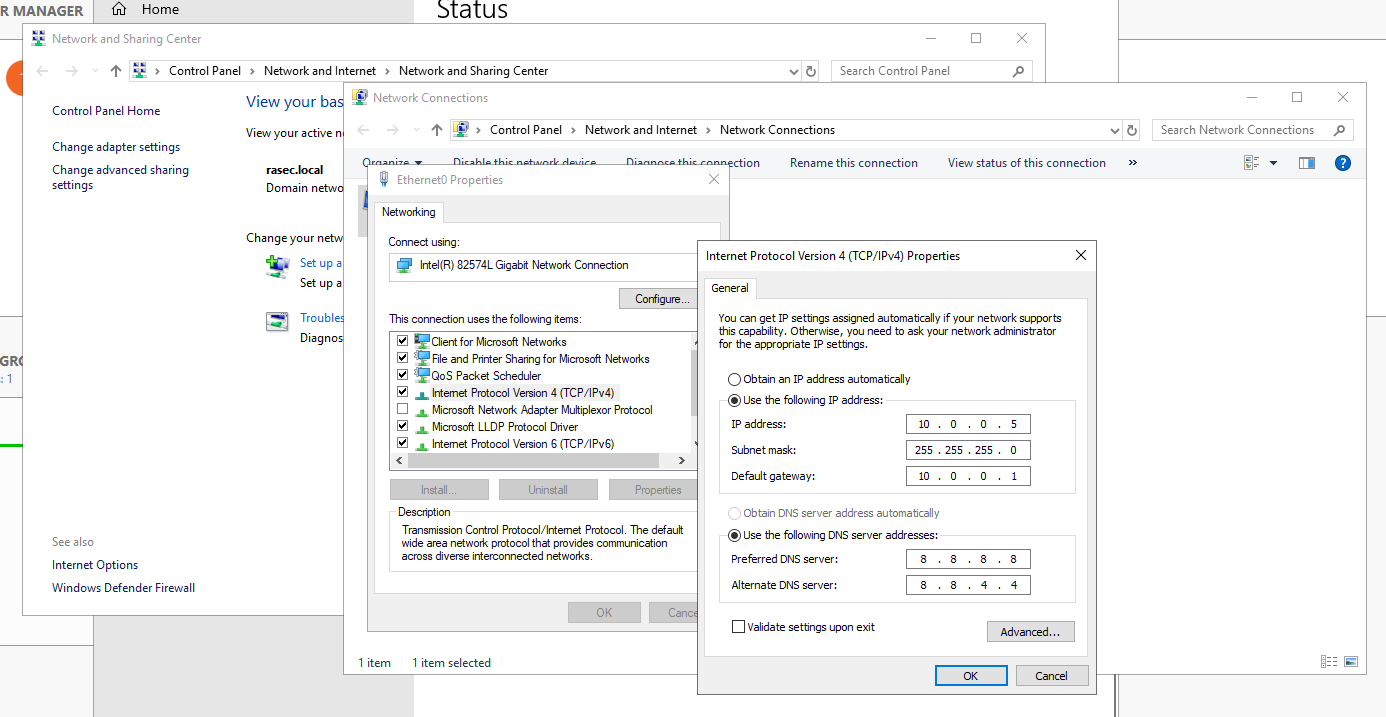 R MANAGER
Home
Status
Network and Sharing Center
Control Panel > Network and Internet > Network and Sharing Center
Search Control Panel
Control Panel Home
Change adapter settings
Change advanced sharing
settings
View your bas
View your active n
rasec.local
Domain netwo
Change your netw
Set up a
Set up a
Troubles
Diagnos
See also
Internet Options
Windows Defender Firewall
GRO
: 1
Network Connections
Control Panel > Network and Internet > Network Connections
Search Network Connections
Organize
Disable this network device
Diagnose this connection
Rename this connection
View status of this connection
»
?
1 item
1 item selected
Ethernet0 Properties
Networking
Connect using:
Intel(R) 82574L Gigabit Network Connection
Configure...
This connection uses the following items:
Client for Microsoft Networks
File and Printer Sharing for Microsoft Networks
QoS Packet Scheduler
Internet Protocol Version 4 (TCP/IPv4)
Microsoft Network Adapter Multiplexor Protocol
Microsoft LLDP Protocol Driver
Internet Protocol Version 6 (TCP/IPv6)
Install...
Uninstall
Properties
Description
Transmission Control Protocol/Internet Protocol. The default
wide area network protocol that provides communication
across diverse interconnected networks.
OK
Cance
Internet Protocol Version 4 (TCP/IPv4) Properties
General
You can get IP settings assigned automatically if your network supports
this capability. Otherwise, you need to ask your network administrator
for the appropriate IP settings.
Obtain an IP address automatically
Use the following IP address:
IP address: 10 . 0 . 0 . 5
Subnet mask: 255 . 255 . 255 . 0
Default gateway: 10 . 0 . 0 . 1
Obtain DNS server address automatically
Use the following DNS server addresses:
Preferred DNS server: 8 . 8 . 8 . 8
Alternate DNS server: 8 . 8 . 4 . 4
Validate settings upon exit
Advanced...
OK
Cancel